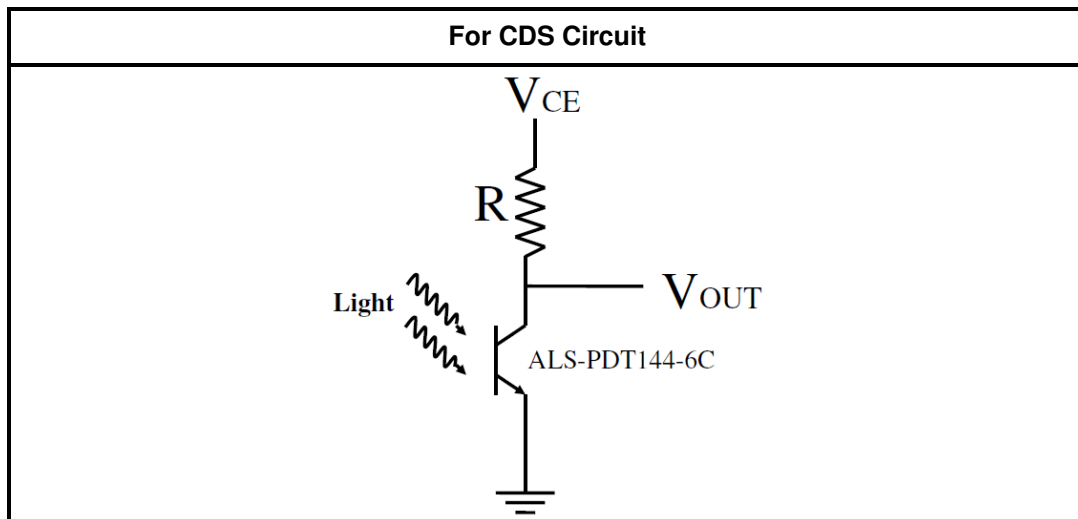 For CDS Circuit
VCE
R
Light
VOUT
ALS-PDT144-6C